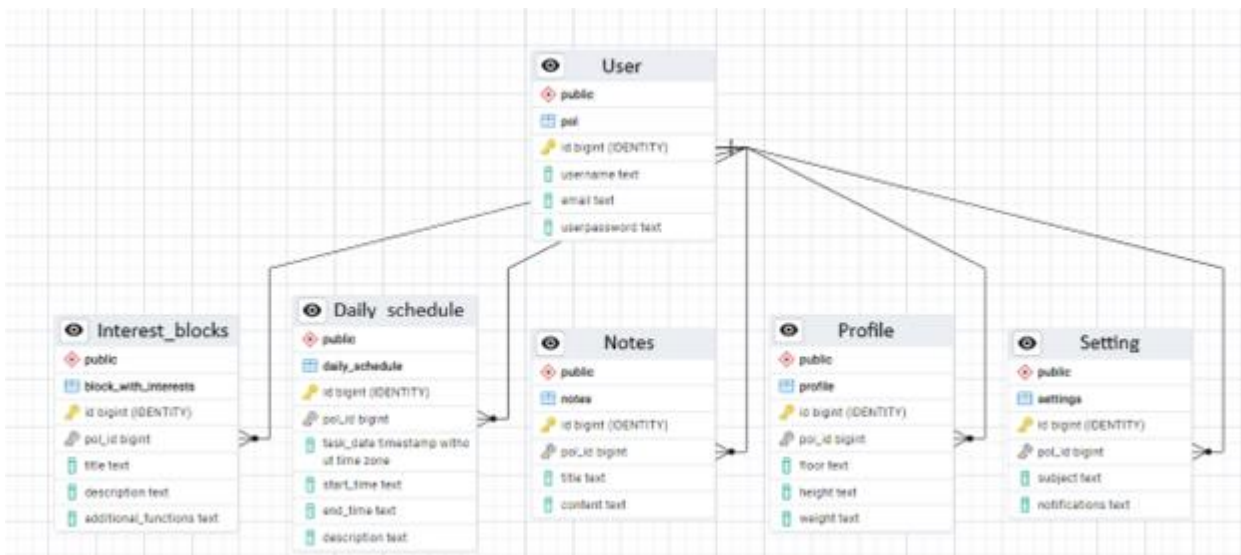 User
public
pol
id bigint (IDENTITY)
username text
email text
userpassword text
Interest_blocks
public
block_with_interests
id bigint (IDENTITY)
pol_id bigint
title text
description text
additional_functions text
Daily_schedule
public
daily_schedule
id bigint (IDENTITY)
pol_id bigint
task_date timestamp witho
ut time zone
start_time text
end_time text
description text
Notes
public
notes
id bigint (IDENTITY)
pol_id bigint
title text
content text
Profile
public
profile
id bigint (IDENTITY)
pol_id bigint
floor text
height text
weight text
Setting
public
settings
id bigint (IDENTITY)
pol_id bigint
subject text
notifications text